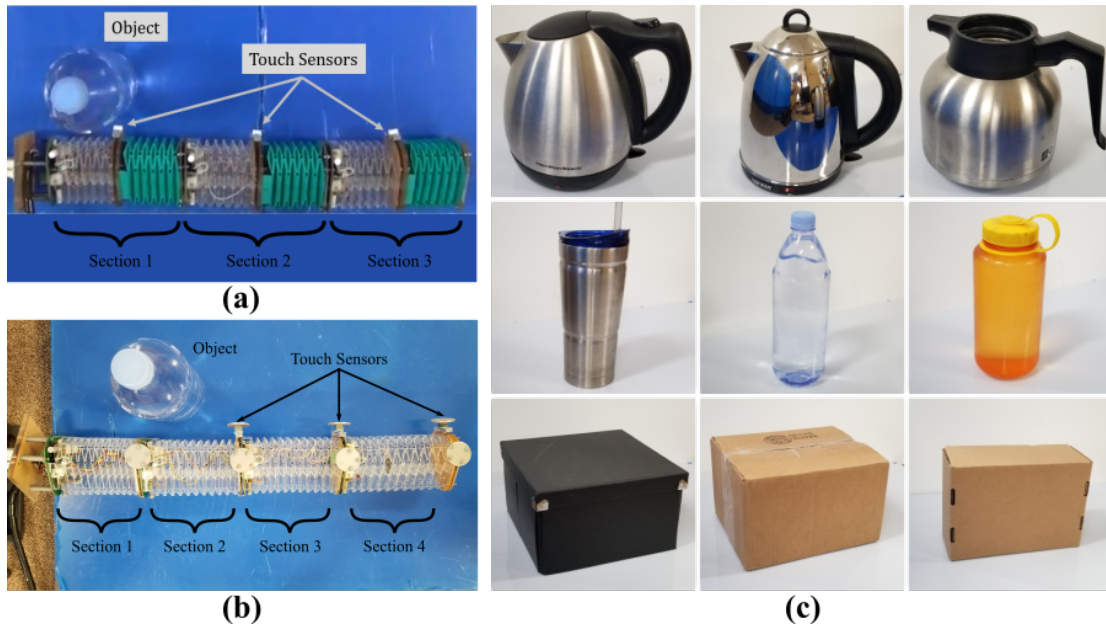 Object
Touch Sensors
Section 1
Section 2
Section 3
(a)
Object
Touch Sensors
Section 1
Section 2
Section 3
Section 4
(b)
(c)